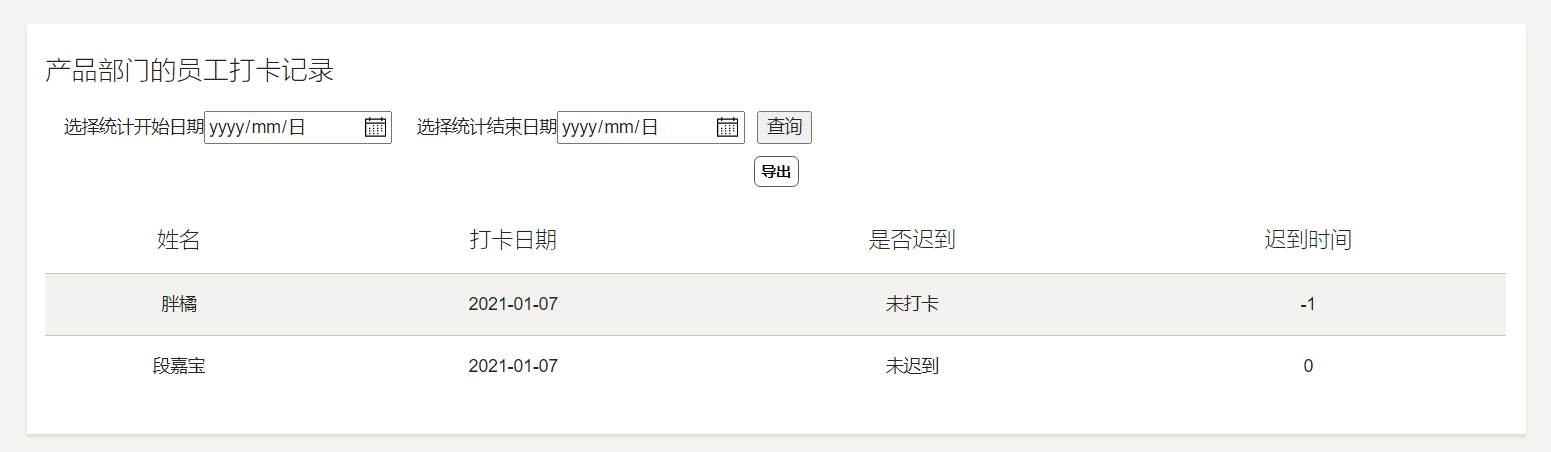 产品部门的员工打卡记录
选择统计开始日期 yyyy/mm/日 选择统计结束日期 yyyy/mm/日 查询
导出
姓名 打卡日期 是否迟到 迟到时间
胖橘 2021-01-07 未打卡 -1
段嘉宝 2021-01-07 未迟到 0